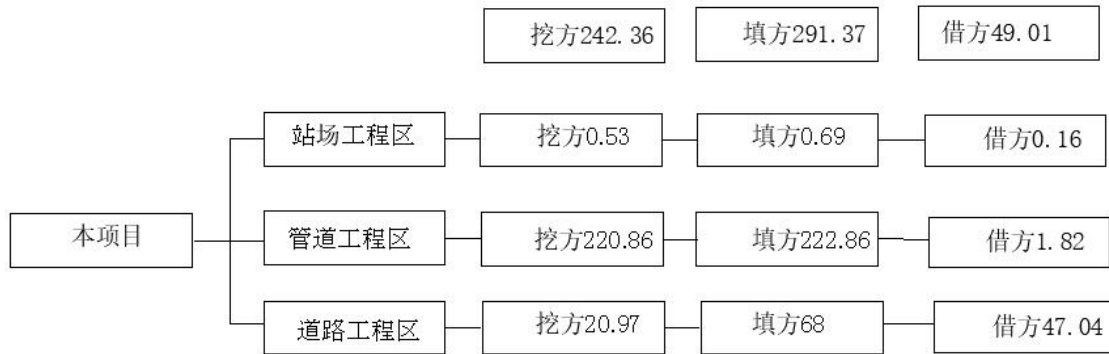 挖方242.36 填方291.37 借方49.01
站场工程区 挖方0.53 填方0.69 借方0.16
本项目 管道工程区 挖方220.86 填方222.86 借方1.82
道路工程区 挖方20.97 填方68 借方47.04